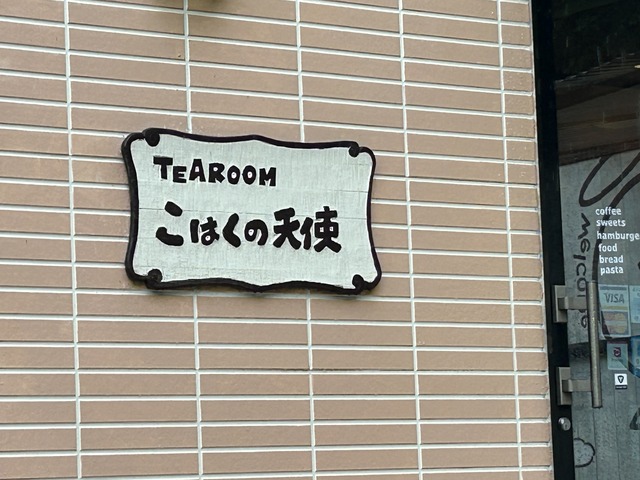 TEAROOM
こはくの天使
coffee
sweets
hamburge
food
bread
pasta
welcome
VISA